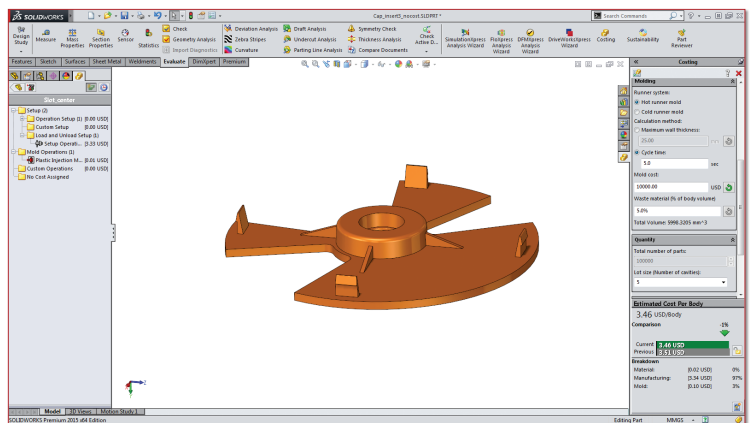 SOLIDWORKS
Cap_insert3_nocost.SLDPRT *
Search Commands
Design Study
Measure
Mass Properties
Section Properties
Sensor
Statistics
Check
Geometry Analysis
Import Diagnostics
Deviation Analysis
Zebra Stripes
Curvature
Draft Analysis
Undercut Analysis
Parting Line Analysis
Symmetry Check
Thickness Analysis
Compare Documents
Check Active D...
SimulationXpress Analysis Wizard
FloXpress Analysis Wizard
DFMXpress Analysis Wizard
DriveWorksXpress Wizard
Costing
Sustainability
Part Reviewer
Features Sketch Surfaces Sheet Metal Weldments Evaluate DimXpert Premium
Slot_center
Setup (2)
Operation Setup (1) [0.00 USD]
Custom Setup [0.00 USD]
Load and Unload Setup (1)
Setup Operati... [3.33 USD]
Mold Operations (1)
Plastic Injection M... [0.01 USD]
Custom Operations [0.00 USD]
No Cost Assigned
Z
Costing
Molding
Runner system:
Hot runner mold
Cold runner mold
Calculation method:
Maximum wall thickness:
25.00 mm
Cycle time:
5.0 sec
Mold cost:
10000.00 USD
Waste material (% of body volume)
5.0%
Total Volume: 5998.3205 mm^3
Quantity
Total number of parts:
100000
Lot size (Number of cavities):
5
Estimated Cost Per Body
3.46 USD/Body
Comparison -1%
Current 3.46 USD
Previous 3.51 USD
Breakdown
Material: [0.02 USD] 0%
Manufacturing: [3.34 USD] 97%
Mold: [0.10 USD] 3%
Model 3D Views Motion Study 1
SOLIDWORKS Premium 2015 x64 Edition
Editing Part MMGS